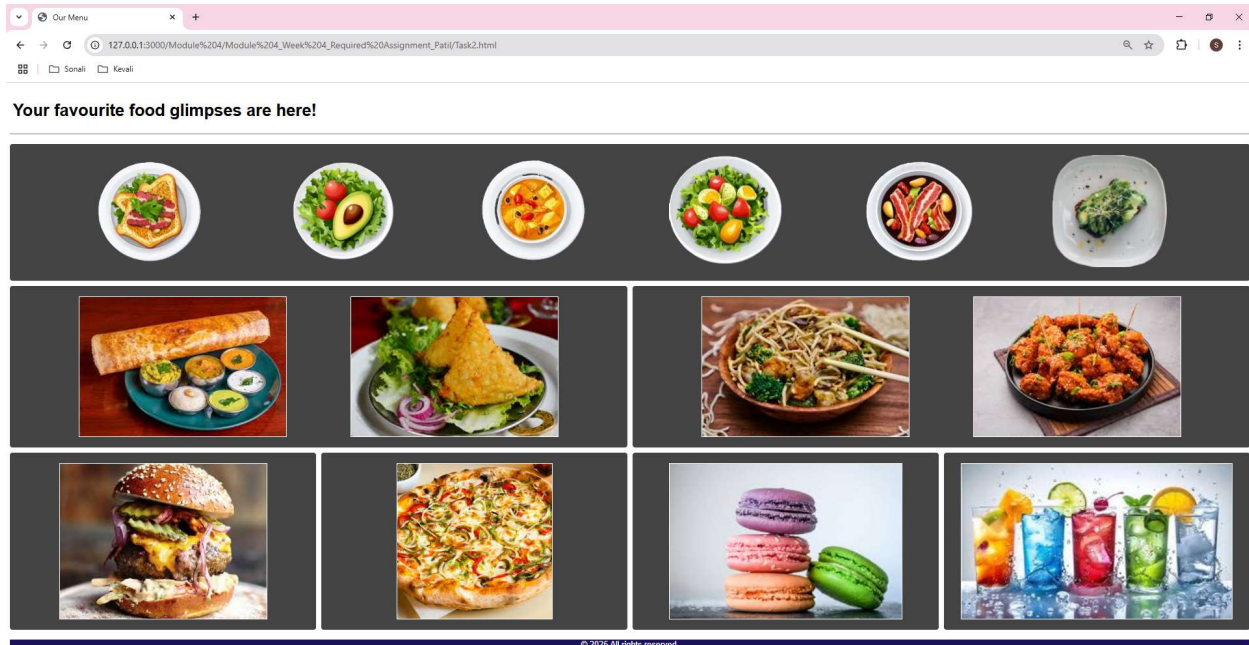 Our Menu
127.0.0.1:3000/Module%204/Module%204_Week%204_Required%20Assignment_Patil/Task2.html
S
Sonali Kevali
Your favourite food glimpses are here!
© 2026 All rights reserved